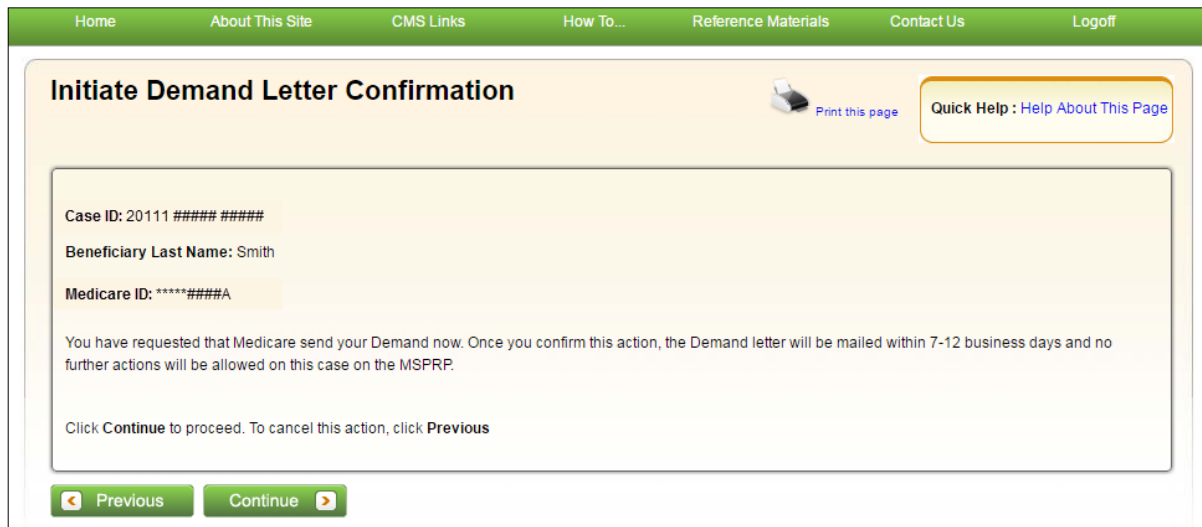 Home About This Site CMS Links How To... Reference Materials Contact Us Logoff
Initiate Demand Letter Confirmation
Print this page
Quick Help : Help About This Page
Case ID: 20111 ##### #####
Beneficiary Last Name: Smith
Medicare ID: *****####A
You have requested that Medicare send your Demand now. Once you confirm this action, the Demand letter will be mailed within 7-12 business days and no
further actions will be allowed on this case on the MSPRP.
Click Continue to proceed. To cancel this action, click Previous
Previous Continue